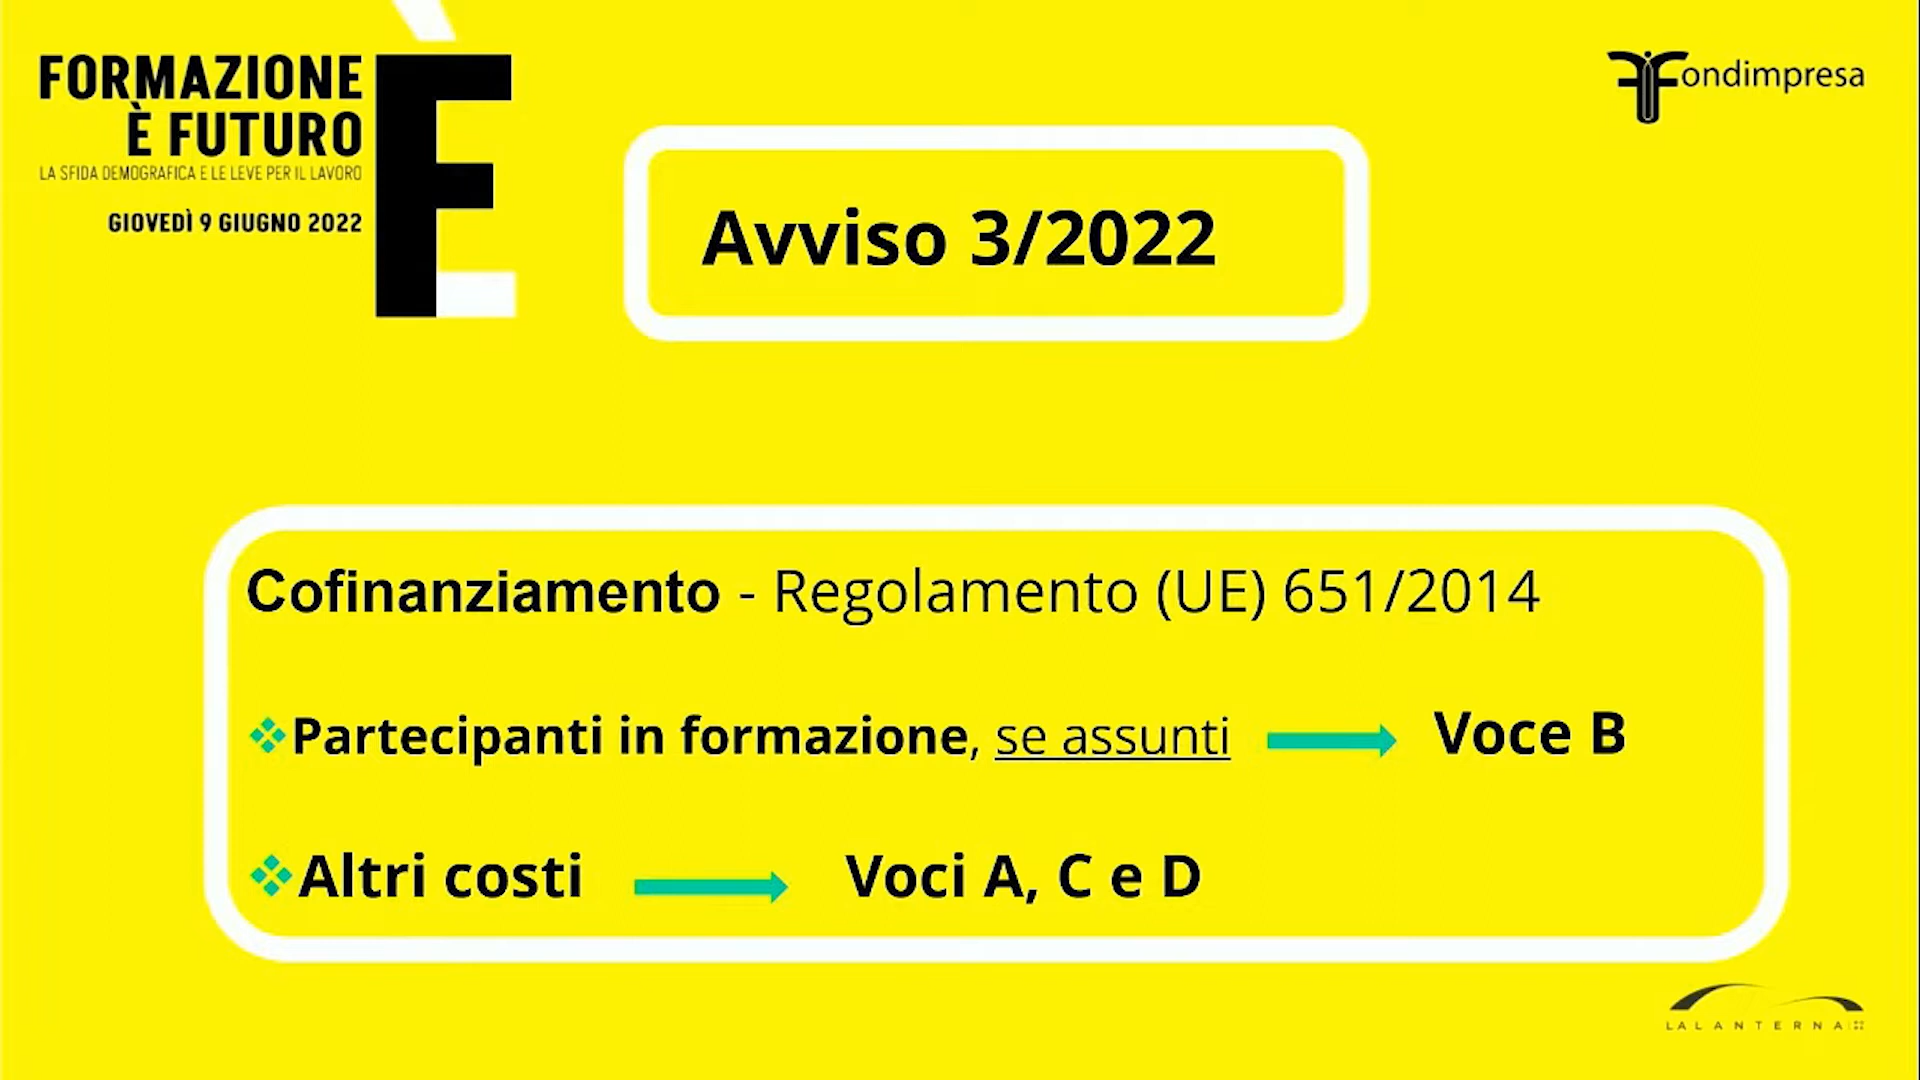 FORMAZIONE
È FUTURO
LA SFIDA DEMOGRAFICA E LE LEVE PER IL LAVORO
GIOVEDÌ 9 GIUGNO 2022
È
Fondimpresa
Avviso 3/2022
Cofinanziamento - Regolamento (UE) 651/2014
Partecipanti in formazione, se assunti Voce B
Altri costi Voci A, C e D
LALANTERNA